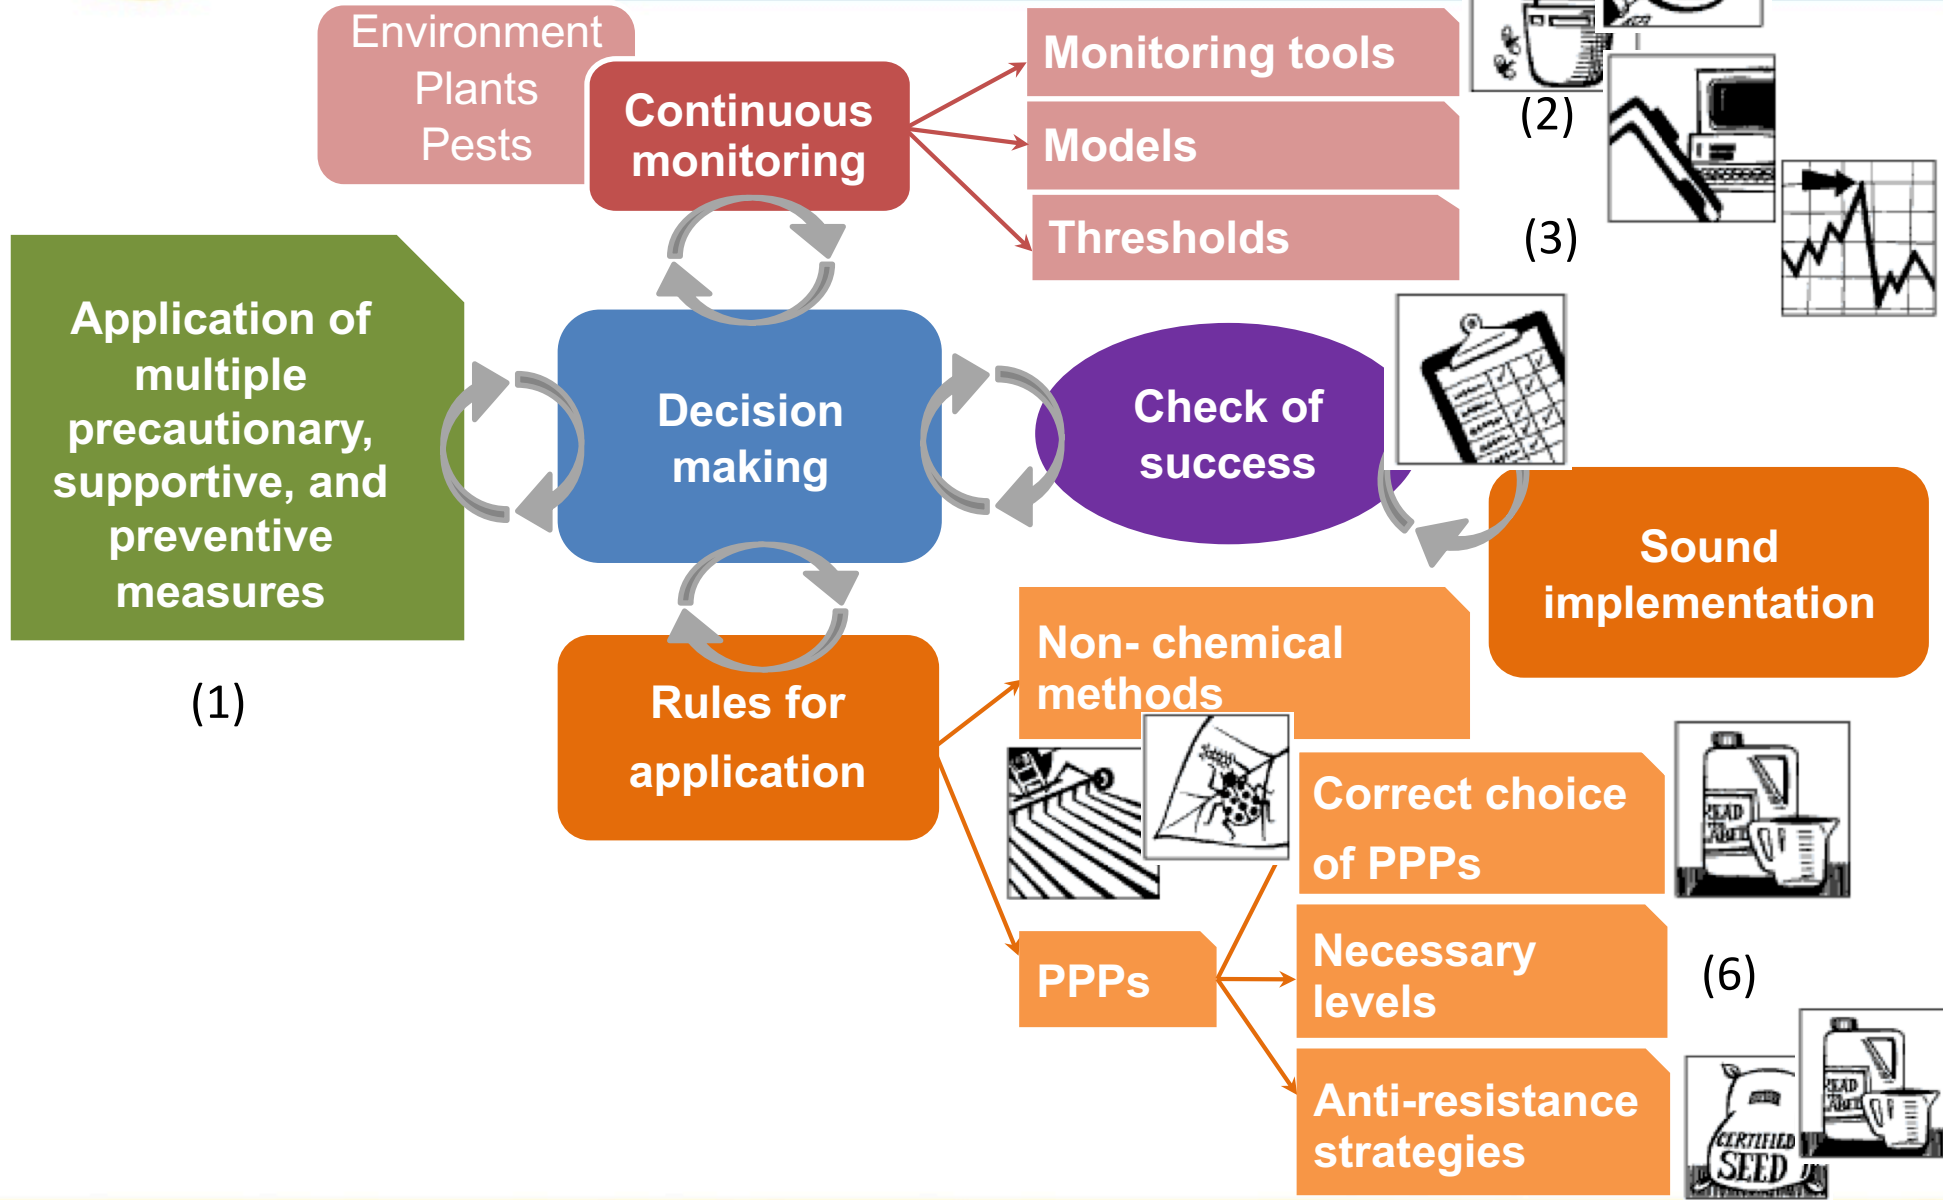 Environment
Plants
Pests
Continuous
monitoring
Monitoring tools
Models
Thresholds
(2)
(3)
Application of
multiple
precautionary,
supportive, and
preventive
measures
(1)
Decision
making
Check of
success
Sound
implementation
Rules for
application
Non- chemical
methods
PPPs
Correct choice
of PPPs
Necessary
levels
(6)
Anti-resistance
strategies
CERTIFIED
SEED